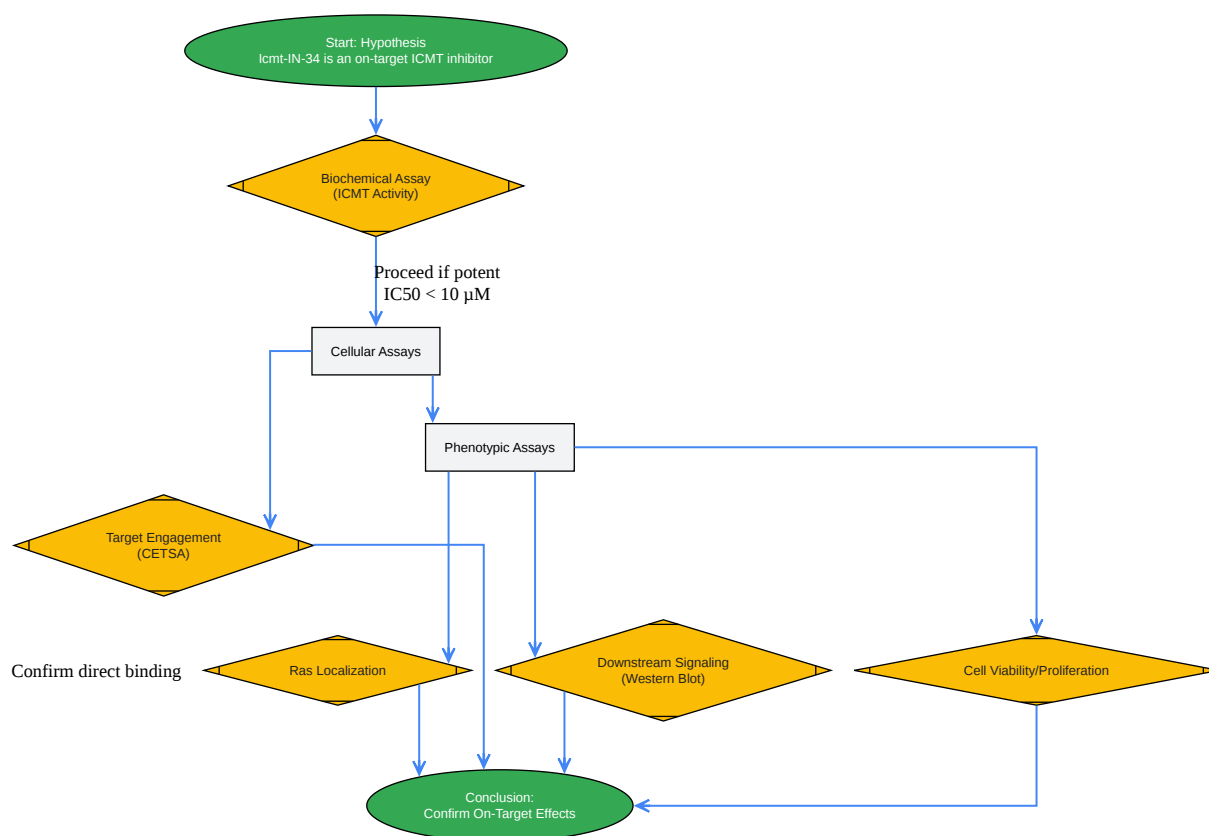 Start: Hypothesis
Icmt-IN-34 is an on-target ICMT inhibitor
Biochemical Assay
(ICMT Activity)
Proceed if potent
IC50 < 10 µM
Cellular Assays
Phenotypic Assays
Target Engagement
(CETSA)
Confirm direct binding
Ras Localization
Downstream Signaling
(Western Blot)
Cell Viability/Proliferation
Conclusion:
Confirm On-Target Effects